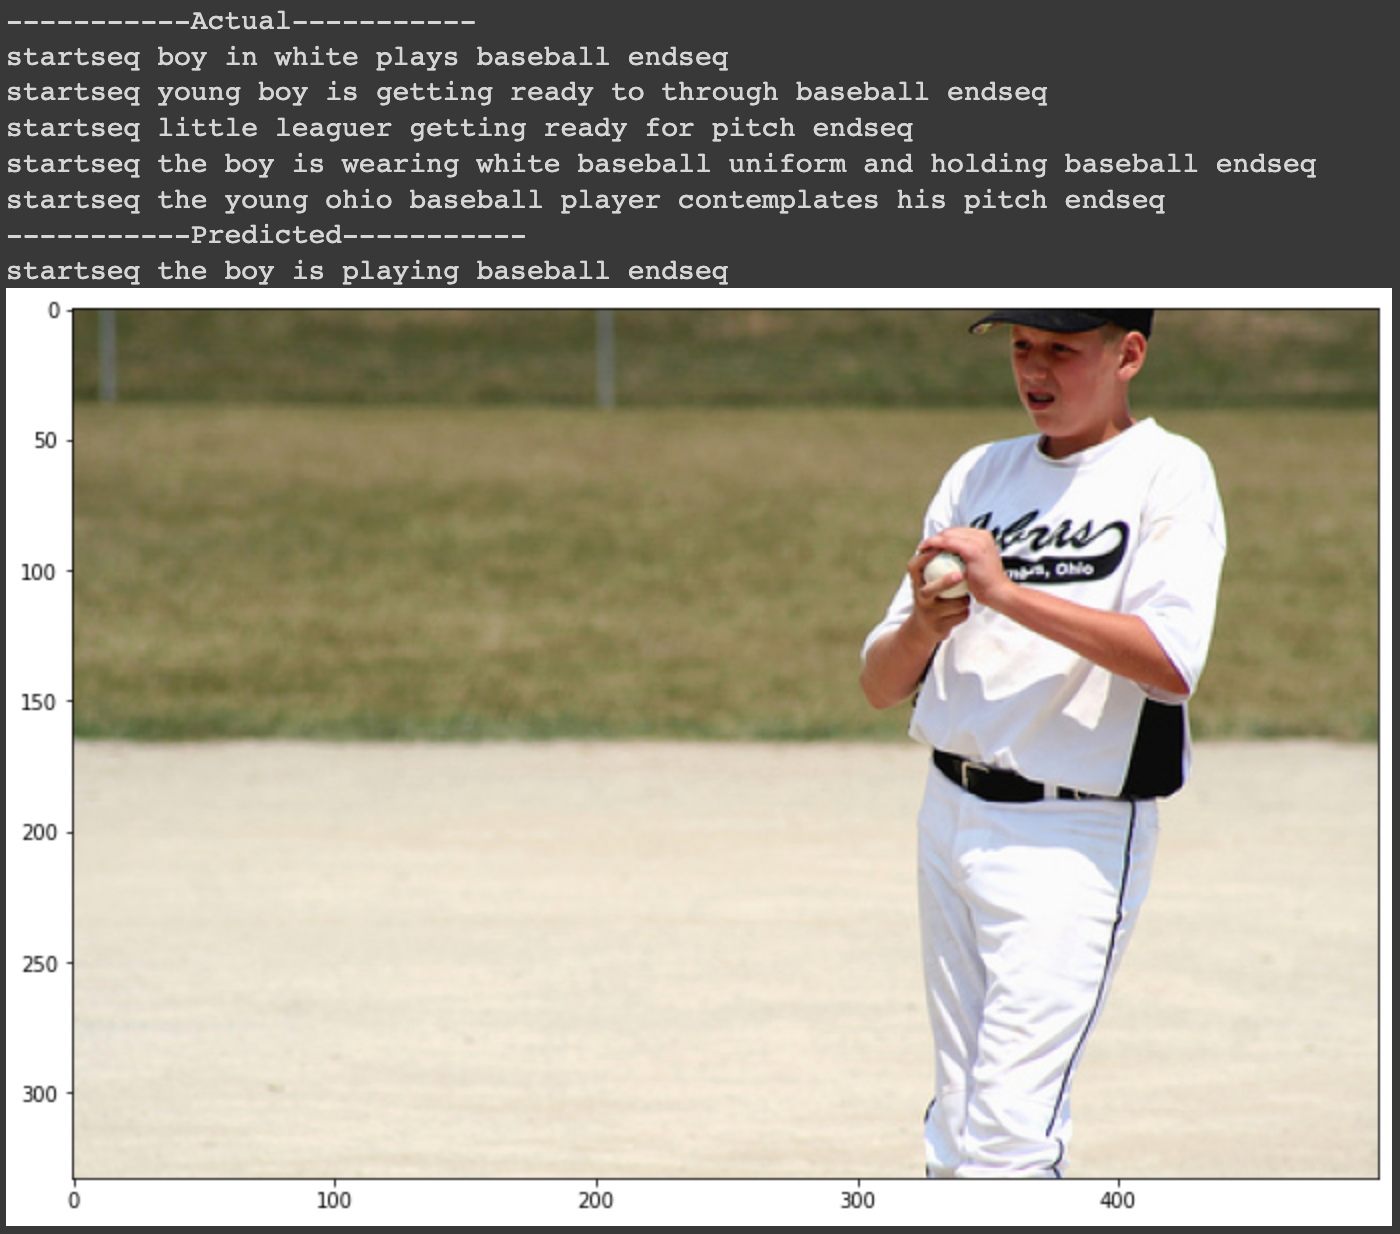 -----------Actual-----------
startseq boy in white plays baseball endseq
startseq young boy is getting ready to through baseball endseq
startseq little leaguer getting ready for pitch endseq
startseq the boy is wearing white baseball uniform and holding baseball endseq
startseq the young ohio baseball player contemplates his pitch endseq
-----------Predicted-----------
startseq the boy is playing baseball endseq
0
50
100
150
200
250
300
Ohio
0 100 200 300 400